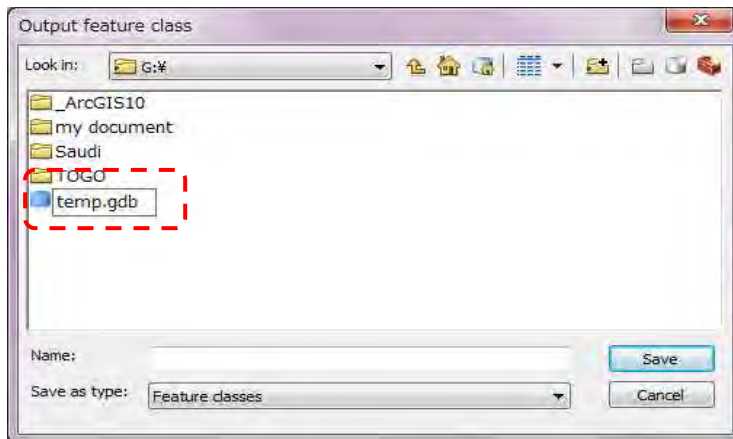 Output feature class
Look in: G:¥
_ArcGIS10
my document
Saudi
TOGO
temp.gdb
Name: Save
Save as type: Feature classes Cancel